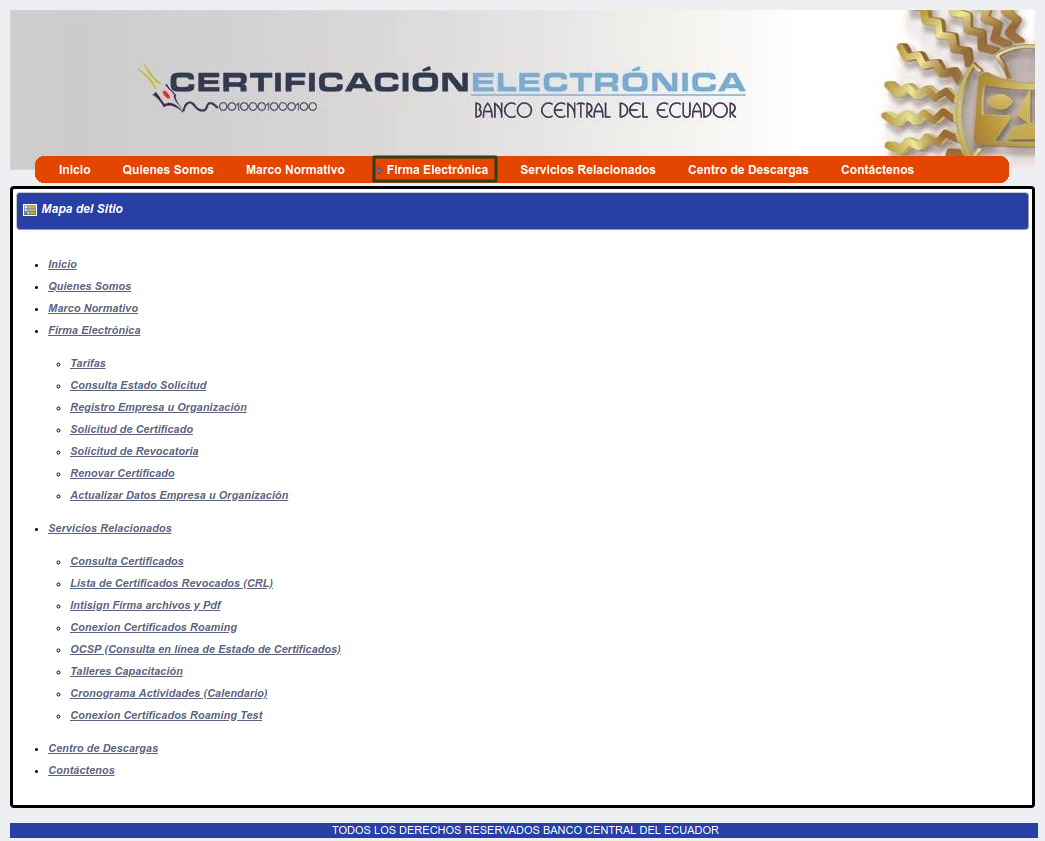 CERTIFICACIÓNELECTRÓNICA
0010001000100
BANCO CENTRAL DEL ECUADOR
Inicio Quienes Somos Marco Normativo Firma Electrónica Servicios Relacionados Centro de Descargas Contáctenos
Mapa del Sitio
Inicio
Quienes Somos
Marco Normativo
Firma Electrónica
Tarifas
Consulta Estado Solicitud
Registro Empresa u Organización
Solicitud de Certificado
Solicitud de Revocatoria
Renovar Certificado
Actualizar Datos Empresa u Organización
Servicios Relacionados
Consulta Certificados
Lista de Certificados Revocados (CRL)
Intisign Firma archivos y Pdf
Conexion Certificados Roaming
OCSP (Consulta en línea de Estado de Certificados)
Talleres Capacitación
Cronograma Actividades (Calendario)
Conexion Certificados Roaming Test
Centro de Descargas
Contáctenos
TODOS LOS DERECHOS RESERVADOS BANCO CENTRAL DEL ECUADOR